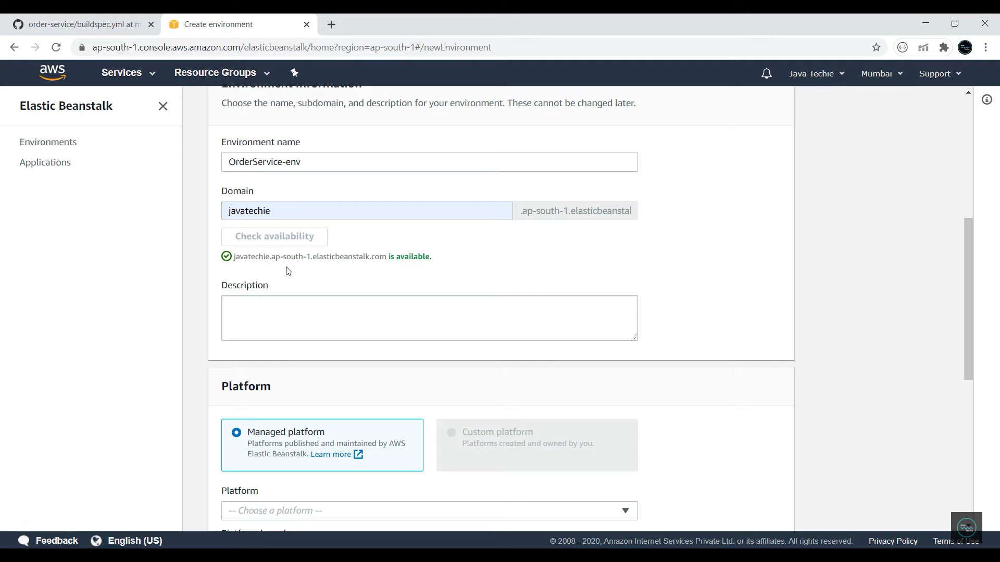 order-service/buildspec.yml at m
Create environment
ap-south-1.console.aws.amazon.com/elasticbeanstalk/home?region=ap-south-1#/newEnvironment
aws
Services
Resource Groups
Java Techie
Mumbai
Support
Elastic Beanstalk
Environments
Applications
Environment information
Choose the name, subdomain, and description for your environment. These cannot be changed later.
Environment name
OrderService-env
Domain
javatechie
.ap-south-1.elasticbeanstal
Check availability
javatechie.ap-south-1.elasticbeanstalk.com is available.
Description
Platform
Managed platform
Platforms published and maintained by AWS
Elastic Beanstalk. Learn more
Custom platform
Platforms created and owned by you.
Platform
-- Choose a platform --
Feedback
English (US)
© 2008 - 2020, Amazon Internet Services Private Ltd. or its affiliates. All rights reserved.
Privacy Policy
Terms of Use